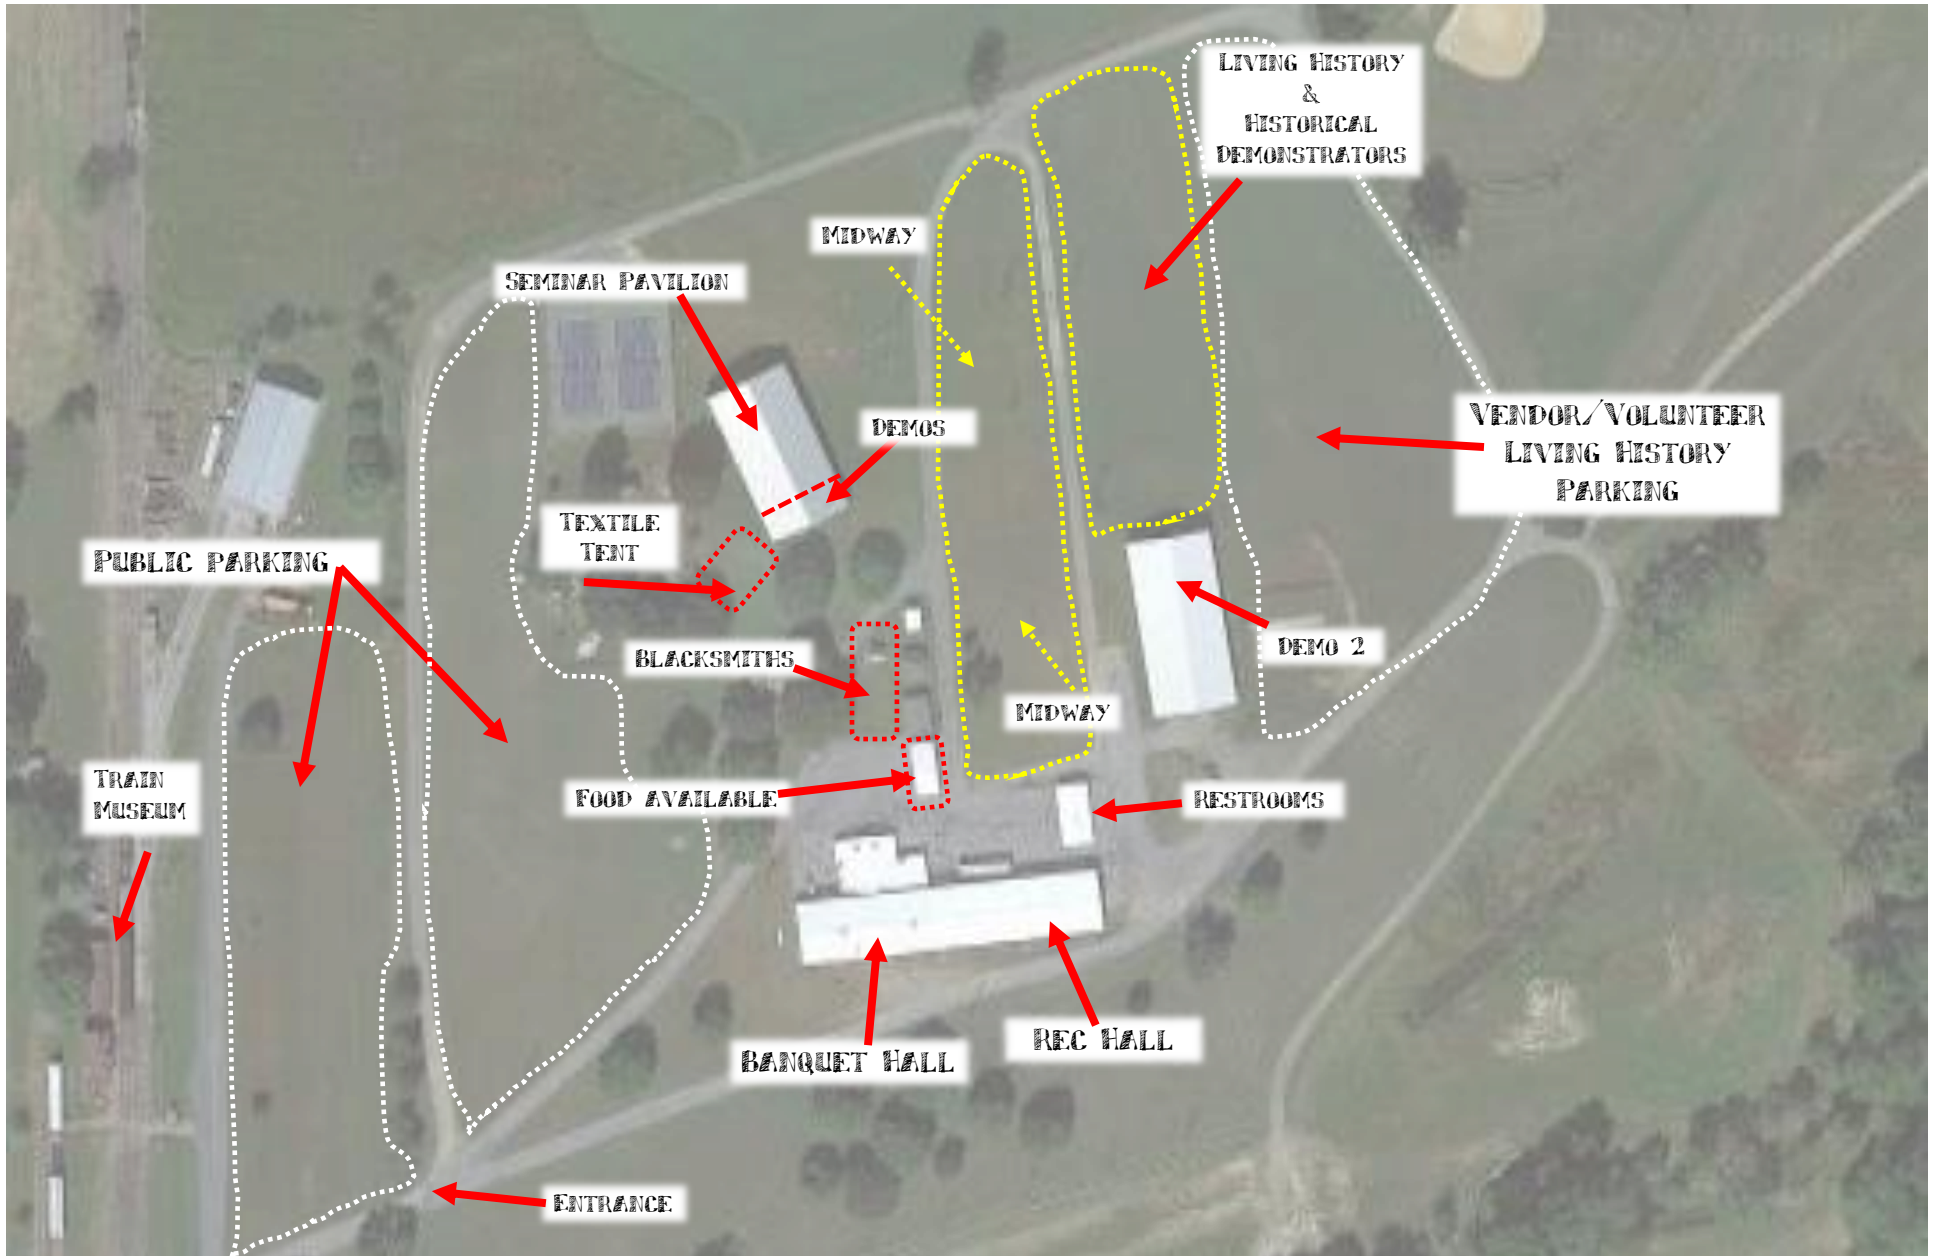 Living History
&
Historical
Demonstrators
Midway
Seminar Pavilion
Demos
Vendor/Volunteer
Living History
Parking
Textile
Tent
Public parking
Blacksmiths
Demo 2
Midway
Train
Museum
Food available
Restrooms
Banquet Hall
Rec Hall
Entrance